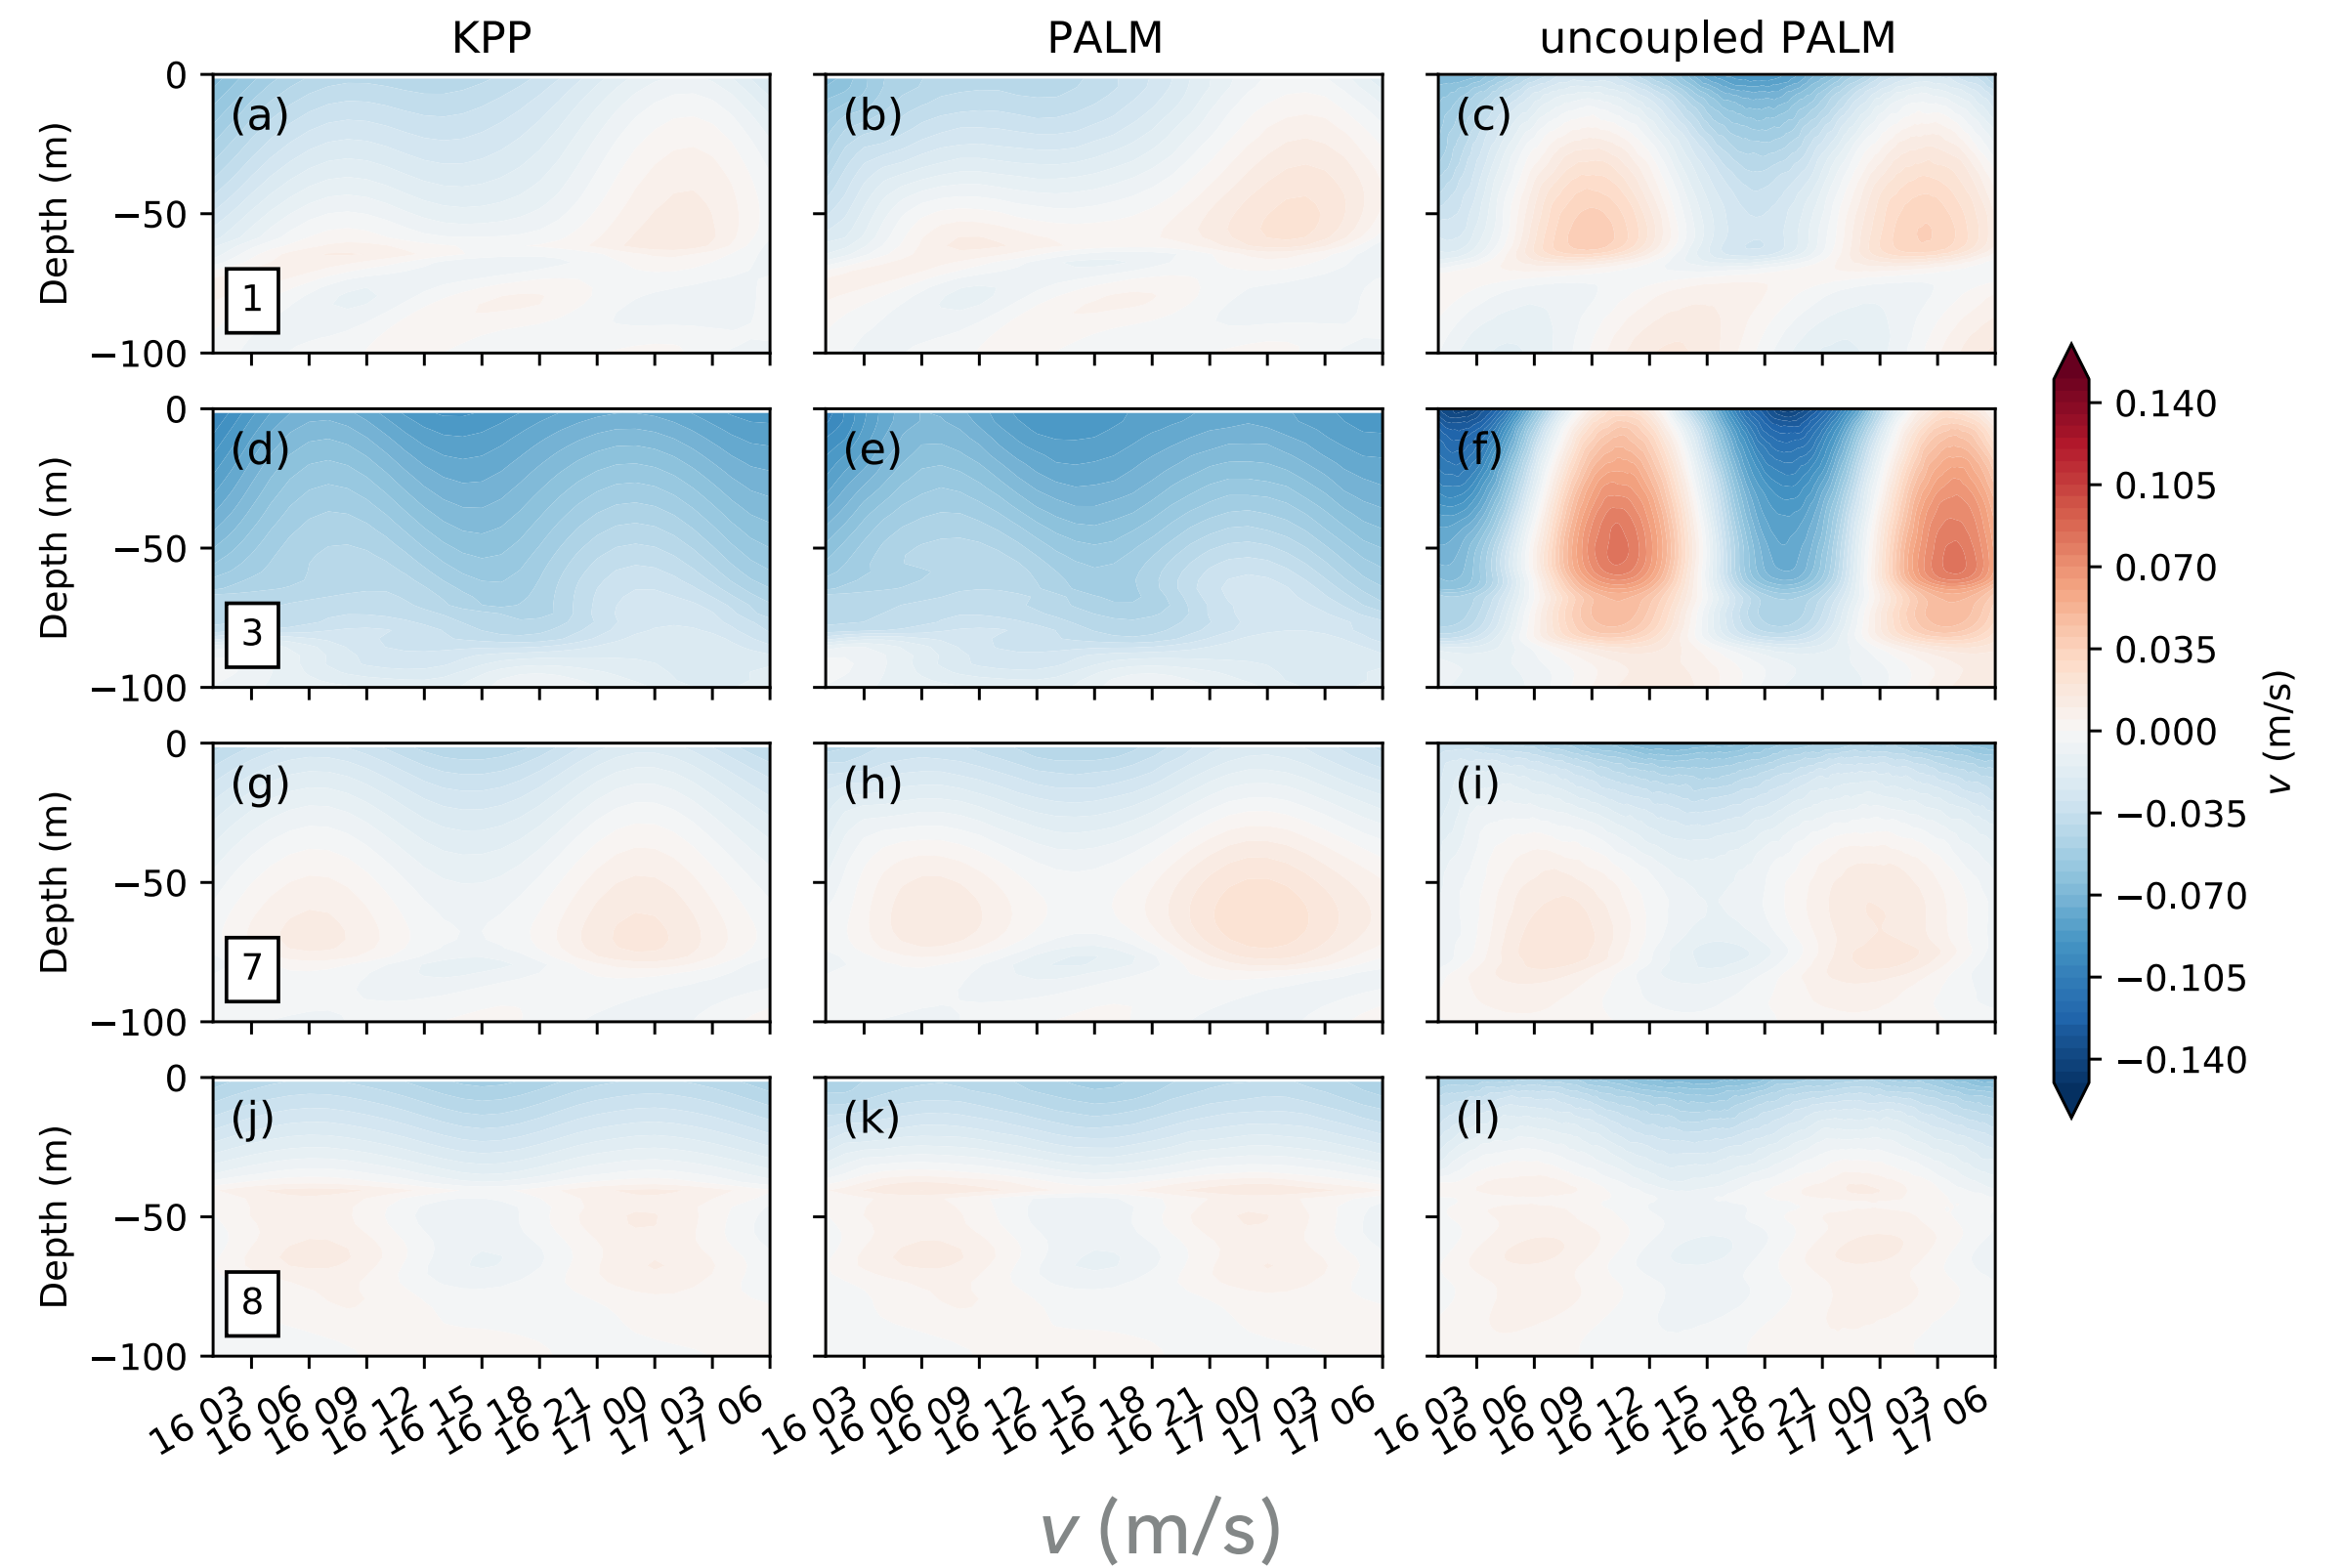 KPP PALM uncoupled PALM
Depth (m) 0 −50 −100 (a) 1 (b) (c)
Depth (m) 0 −50 −100 (d) 3 (e) (f)
Depth (m) 0 −50 −100 (g) 7 (h) (i)
Depth (m) 0 −50 −100 (j) 8 (k) (l)
16 03 16 06 16 09 16 12 16 15 16 18 16 21 17 00 17 03 17 06
16 03 16 06 16 09 16 12 16 15 16 18 16 21 17 00 17 03 17 06
16 03 16 06 16 09 16 12 16 15 16 18 16 21 17 00 17 03 17 06
0.140
0.105
0.070
0.035
0.000
−0.035
−0.070
−0.105
−0.140
v (m/s)
v (m/s)